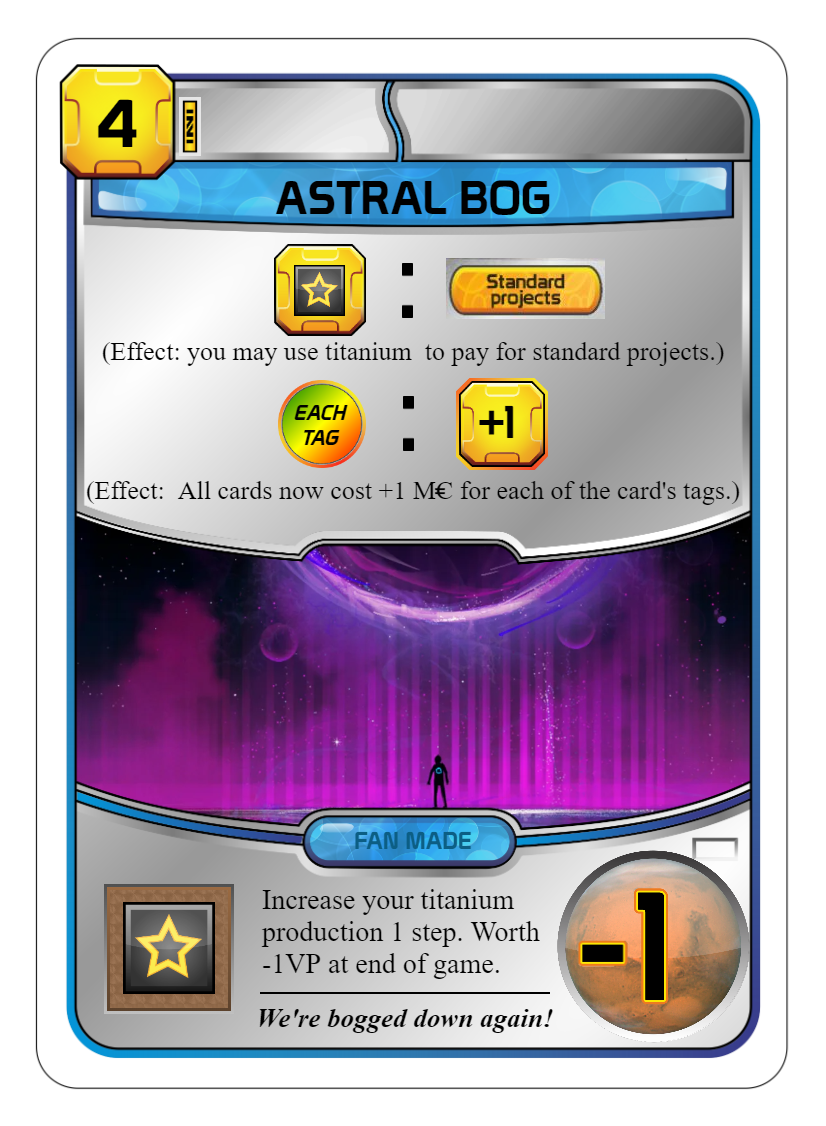 4
ASTRAL BOG
Standard
projects
(Effect: you may use titanium to pay for standard projects.)
EACH
TAG
+1
(Effect: All cards now cost +1 M€ for each of the card's tags.)
FAN MADE
Increase your titanium
production 1 step. Worth
-1VP at end of game.
-1
We're bogged down again!